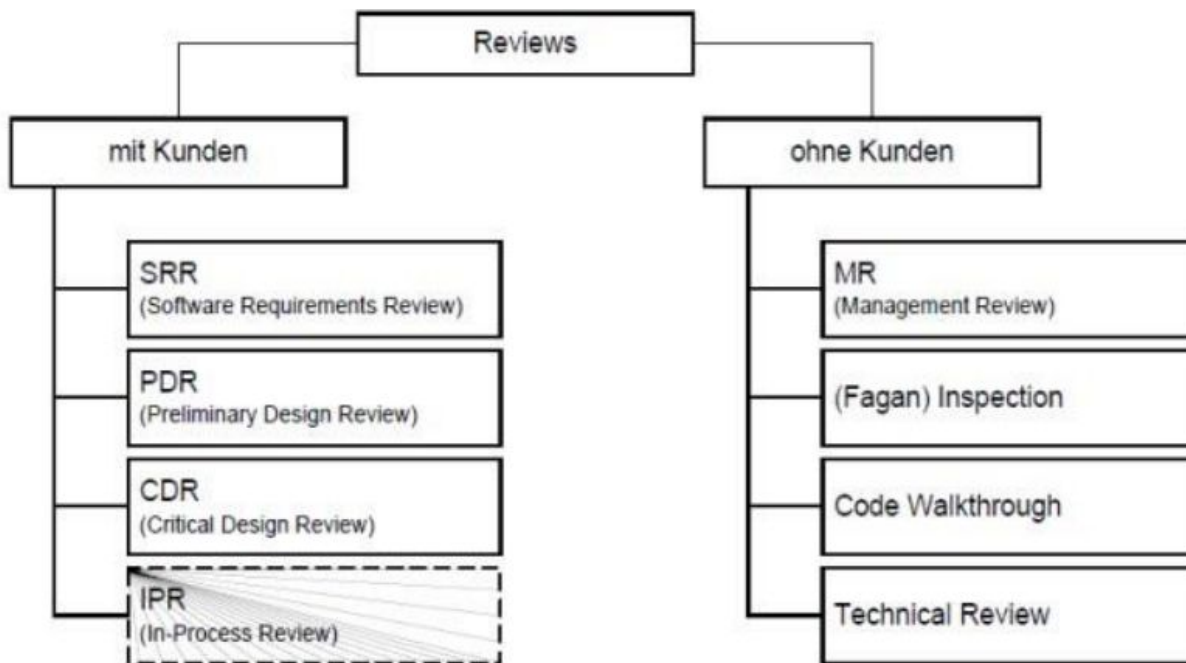 Reviews
mit Kunden
SRR
(Software Requirements Review)
PDR
(Preliminary Design Review)
CDR
(Critical Design Review)
IPR
(In-Process Review)
ohne Kunden
MR
(Management Review)
(Fagan) Inspection
Code Walkthrough
Technical Review